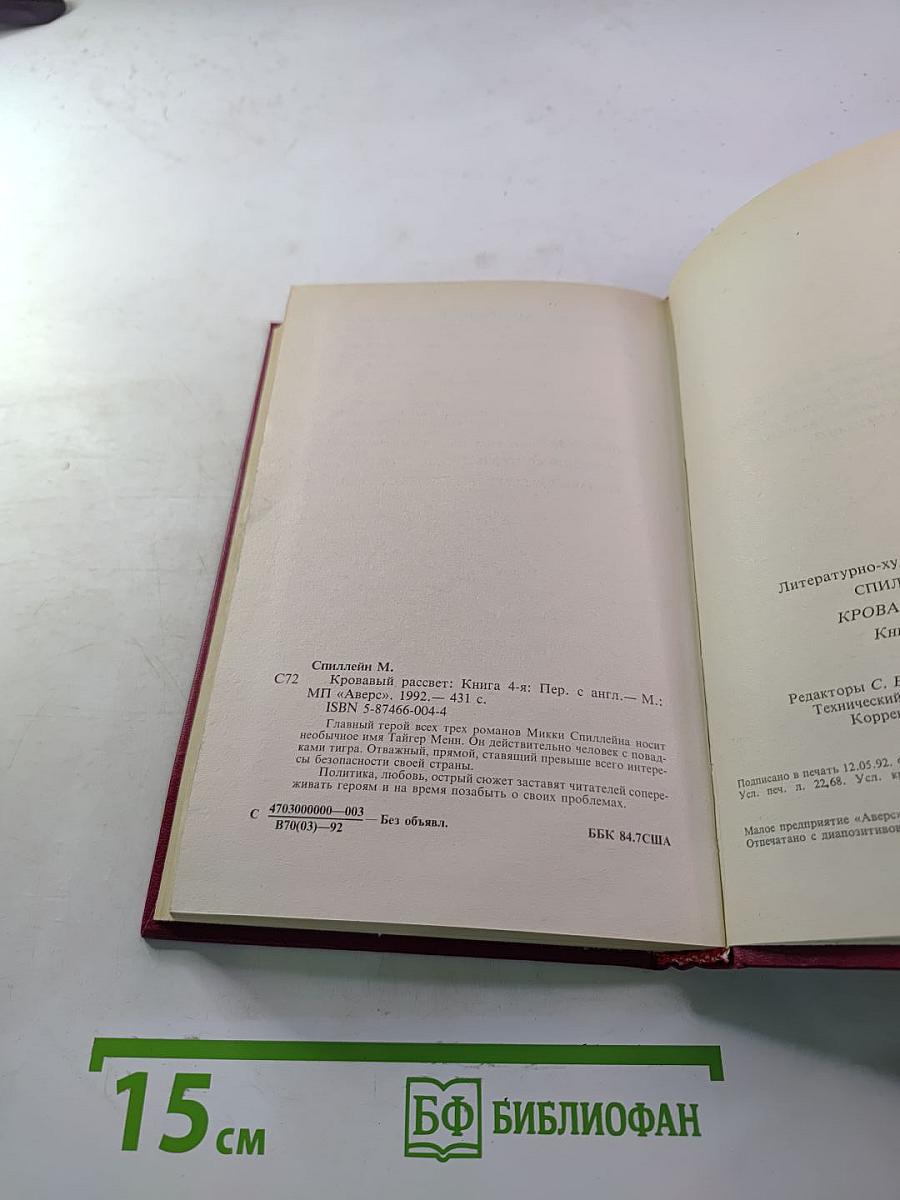 Спиллейн М.
С72 Кровавый рассвет: Книга 4-я: Пер. с англ.— М.:
МП «Аверс». 1992.— 431 с.
ISBN 5-87466-004-4
Главный герой всех трех романов Микки Спиллейна носит
необычное имя Тайгер Менн. Он действительно человек с повад-
ками тигра. Отважный, прямой, ставящий превыше всего интере-
сы безопасности своей страны.
Политика, любовь, острый сюжет заставят читателей сопере-
живать героям и на время позабыть о своих проблемах.
С 4703000000—003
В70(03)—92
— Без объявл.
ББК 84.7США
Литературно-ху
СПИЛ
КРОВА
Кни
Редакторы С. Е
Технический
Коррек
Подписано в печать 12.05.92.
Усл. печ. л. 22,68. Усл. кр
Малое предприятие «Аверс»
Отпечатано с диапозитивов
15 см
БФ БИБЛИОФАН